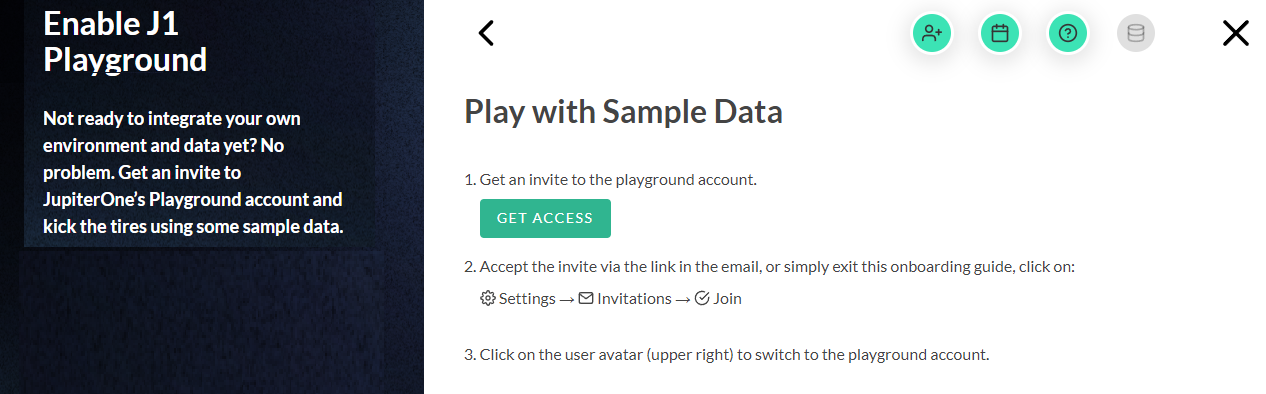 Enable J1
Playground
Not ready to integrate your own
environment and data yet? No
problem. Get an invite to
JupiterOne’s Playground account and
kick the tires using some sample data.
Play with Sample Data
1. Get an invite to the playground account.
GET ACCESS
2. Accept the invite via the link in the email, or simply exit this onboarding guide, click on:
Settings → Invitations → Join
3. Click on the user avatar (upper right) to switch to the playground account.